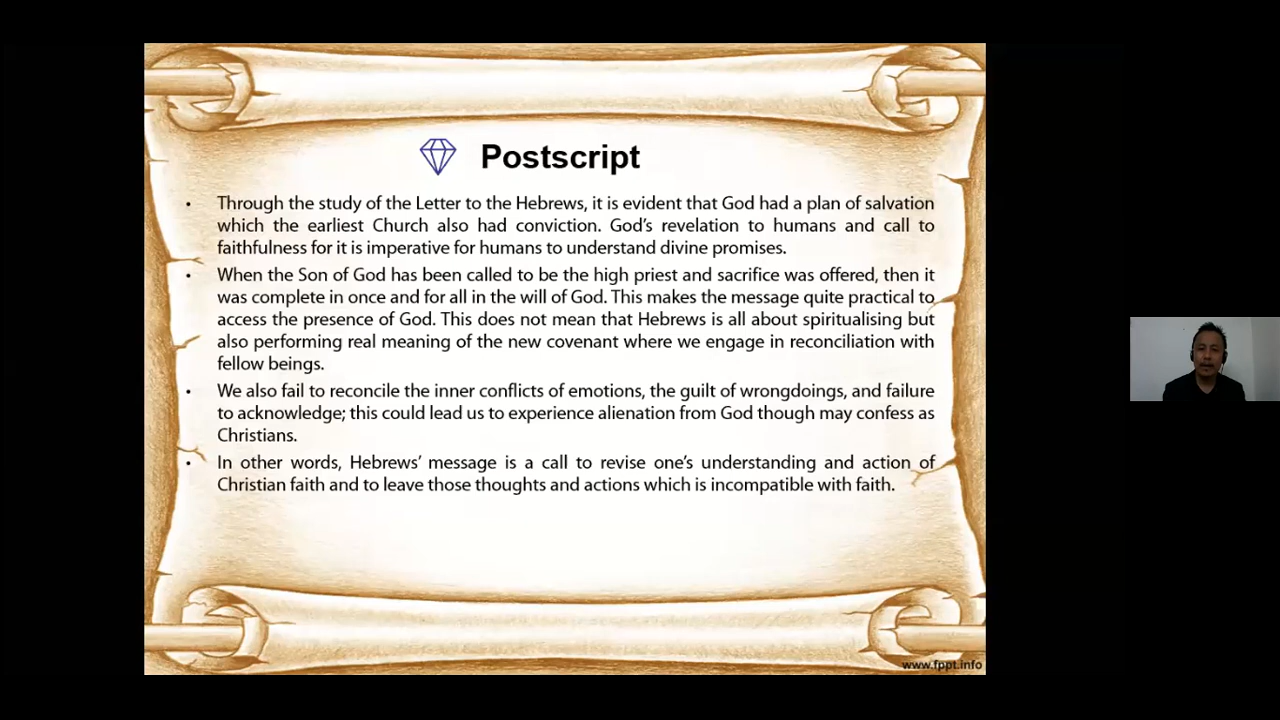 Postscript
• Through the study of the Letter to the Hebrews, it is evident that God had a plan of salvation
which the earliest Church also had conviction. God's revelation to humans and call to
faithfulness for it is imperative for humans to understand divine promises.
• When the Son of God has been called to be the high priest and sacrifice was offered, then it
was complete in once and for all in the will of God. This makes the message quite practical to
access the presence of God. This does not mean that Hebrews is all about spiritualising but
also performing real meaning of the new covenant where we engage in reconciliation with
fellow beings.
• We also fail to reconcile the inner conflicts of emotions, the guilt of wrongdoings, and failure
to acknowledge; this could lead us to experience alienation from God though may confess as
Christians.
• In other words, Hebrews' message is a call to revise one's understanding and action of
Christian faith and to leave those thoughts and actions which is incompatible with faith.
www.fppt.info